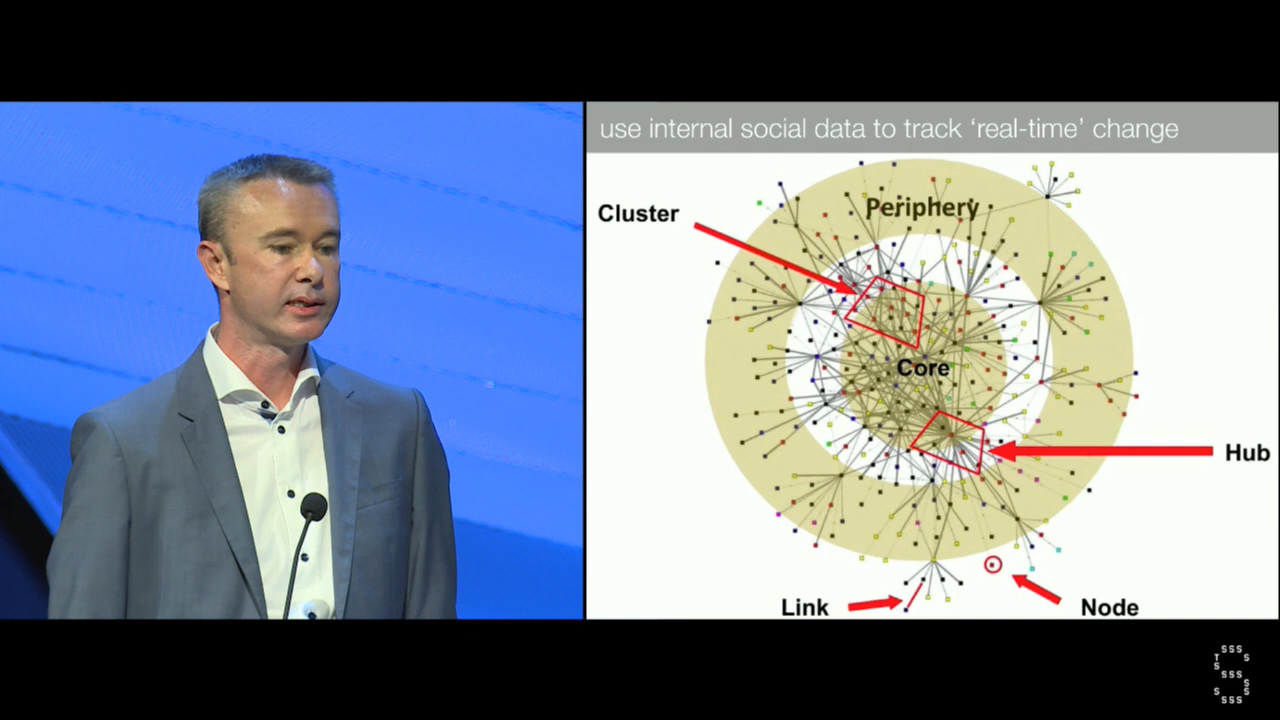 use internal social data to track ‘real-time’ change
Cluster
Periphery
Core
Hub
Link
Node